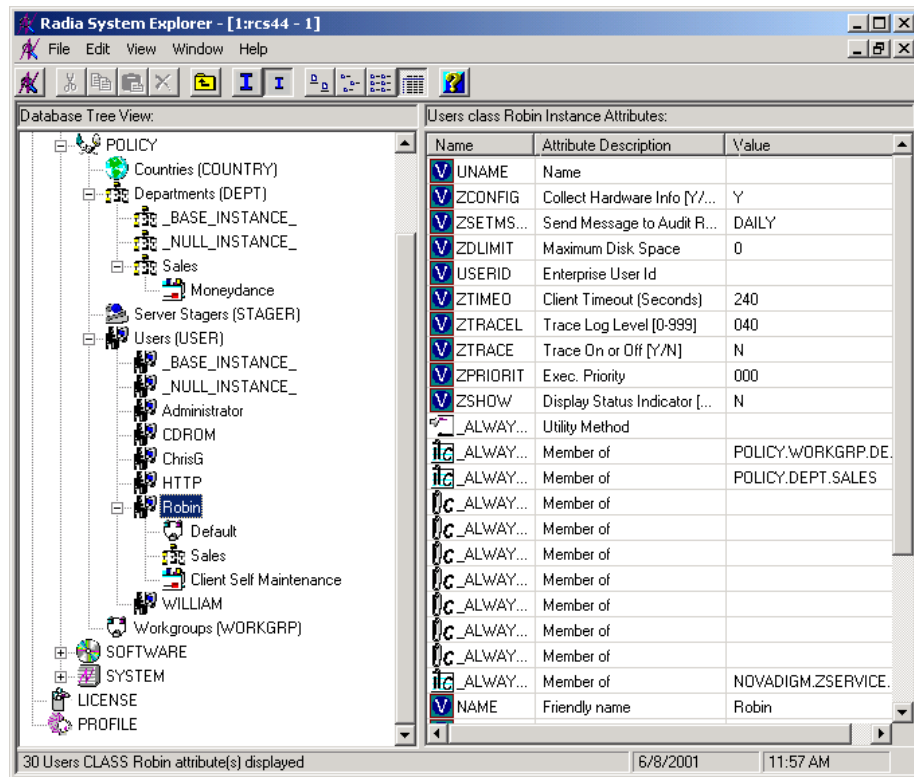 Radia System Explorer - [1:rcs44 - 1]
File Edit View Window Help
Database Tree View:
POLICY
Countries (COUNTRY)
Departments (DEPT)
_BASE_INSTANCE_
_NULL_INSTANCE_
Sales
Moneydance
Server Stagers (STAGER)
Users (USER)
_BASE_INSTANCE_
_NULL_INSTANCE_
Administrator
CDROM
ChrisG
HTTP
Robin
Default
Sales
Client Self Maintenance
WILLIAM
Workgroups (WORKGRP)
SOFTWARE
SYSTEM
LICENSE
PROFILE
Users class Robin Instance Attributes:
Name Attribute Description Value
V UNAME Name
V ZCONFIG Collect Hardware Info [Y/... Y
V ZSETMS... Send Message to Audit R... DAILY
V ZDLIMIT Maximum Disk Space 0
V USERID Enterprise User Id
V ZTIMEO Client Timeout (Seconds) 240
V ZTRACEL Trace Log Level [0-999] 040
V ZTRACE Trace On or Off [Y/N] N
V ZPRIORIT Exec. Priority 000
V ZSHOW Display Status Indicator [... N
_ALWAY... Utility Method
_ALWAY... Member of POLICY.WORKGRP.DE.
_ALWAY... Member of POLICY.DEPT.SALES
_ALWAY... Member of
_ALWAY... Member of
_ALWAY... Member of
_ALWAY... Member of
_ALWAY... Member of
_ALWAY... Member of
_ALWAY... Member of
_ALWAY... Member of NOVADIGM.ZSERVICE.
V NAME Friendly name Robin
30 Users CLASS Robin attribute(s) displayed 6/8/2001 11:57 AM